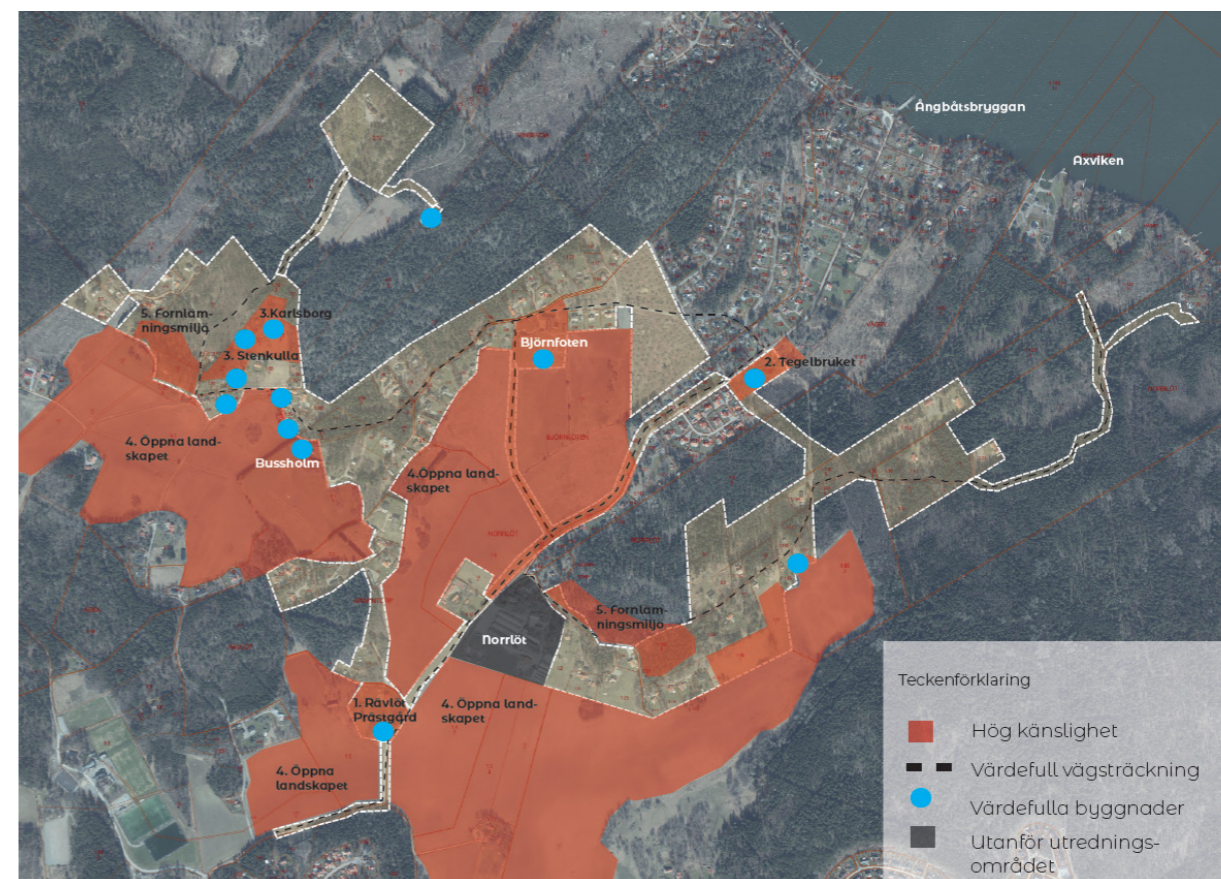 Ångbåtsbryggan
Axviken
5. Fornläm-
ningsmiljö
3.Karlsborg
3. Stenkulla
Björnfoten
2. Tegelbruket
4. Öppna land-
skapet
Bussholm
4.Öppna land-
skapet
5. Fornläm-
ningsmiljö
Norrlöt
1. Rävlöt
Prästgård
4. Öppna land-
skapet
4. Öppna
landskapet
Teckenförklaring
Hög känslighet
Värdefull vägsträckning
Värdefulla byggnader
Utanför utrednings-
området